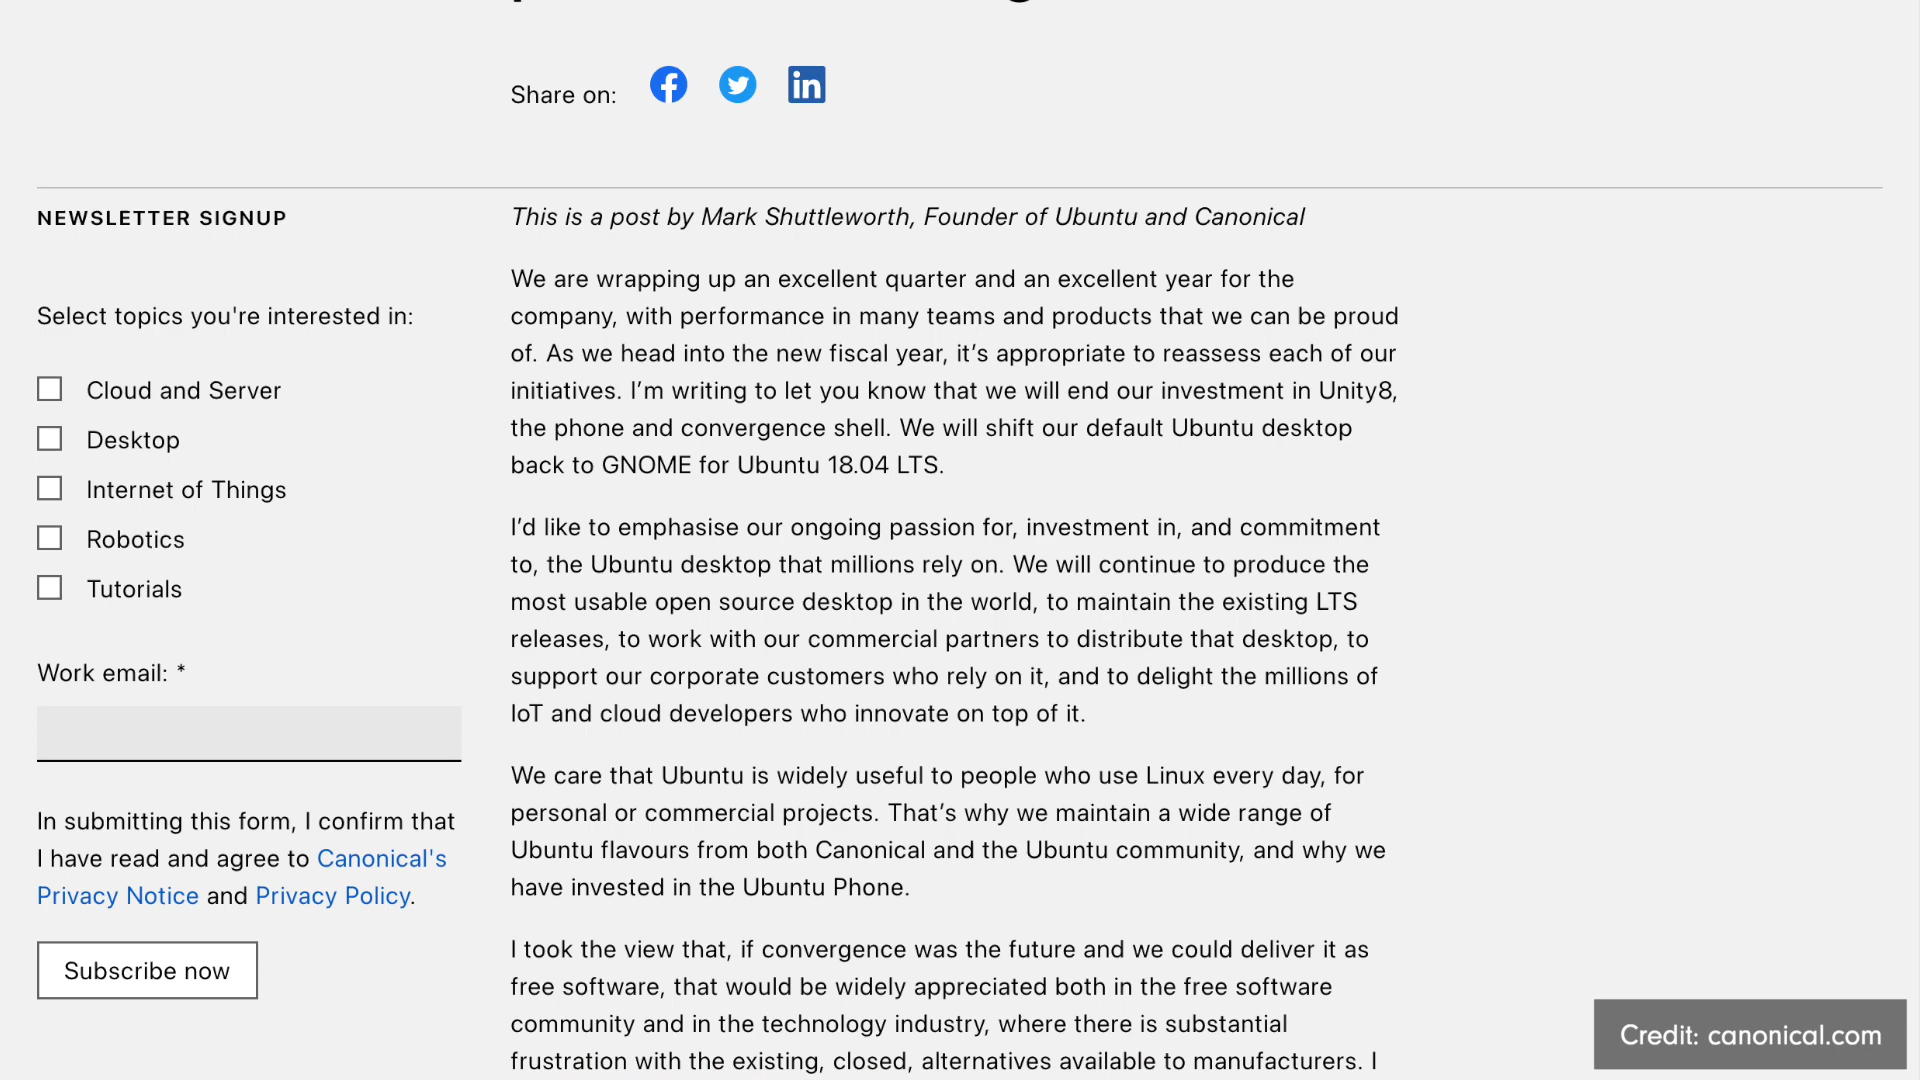 Share on:
NEWSLETTER SIGNUP
Select topics you're interested in:
Cloud and Server
Desktop
Internet of Things
Robotics
Tutorials
Work email: *
In submitting this form, I confirm that
I have read and agree to Canonical's
Privacy Notice and Privacy Policy.
Subscribe now
This is a post by Mark Shuttleworth, Founder of Ubuntu and Canonical
We are wrapping up an excellent quarter and an excellent year for the
company, with performance in many teams and products that we can be proud
of. As we head into the new fiscal year, it’s appropriate to reassess each of our
initiatives. I’m writing to let you know that we will end our investment in Unity8,
the phone and convergence shell. We will shift our default Ubuntu desktop
back to GNOME for Ubuntu 18.04 LTS.
I’d like to emphasise our ongoing passion for, investment in, and commitment
to, the Ubuntu desktop that millions rely on. We will continue to produce the
most usable open source desktop in the world, to maintain the existing LTS
releases, to work with our commercial partners to distribute that desktop, to
support our corporate customers who rely on it, and to delight the millions of
IoT and cloud developers who innovate on top of it.
We care that Ubuntu is widely useful to people who use Linux every day, for
personal or commercial projects. That’s why we maintain a wide range of
Ubuntu flavours from both Canonical and the Ubuntu community, and why we
have invested in the Ubuntu Phone.
I took the view that, if convergence was the future and we could deliver it as
free software, that would be widely appreciated both in the free software
community and in the technology industry, where there is substantial
frustration with the existing, closed, alternatives available to manufacturers. I
Credit: canonical.com